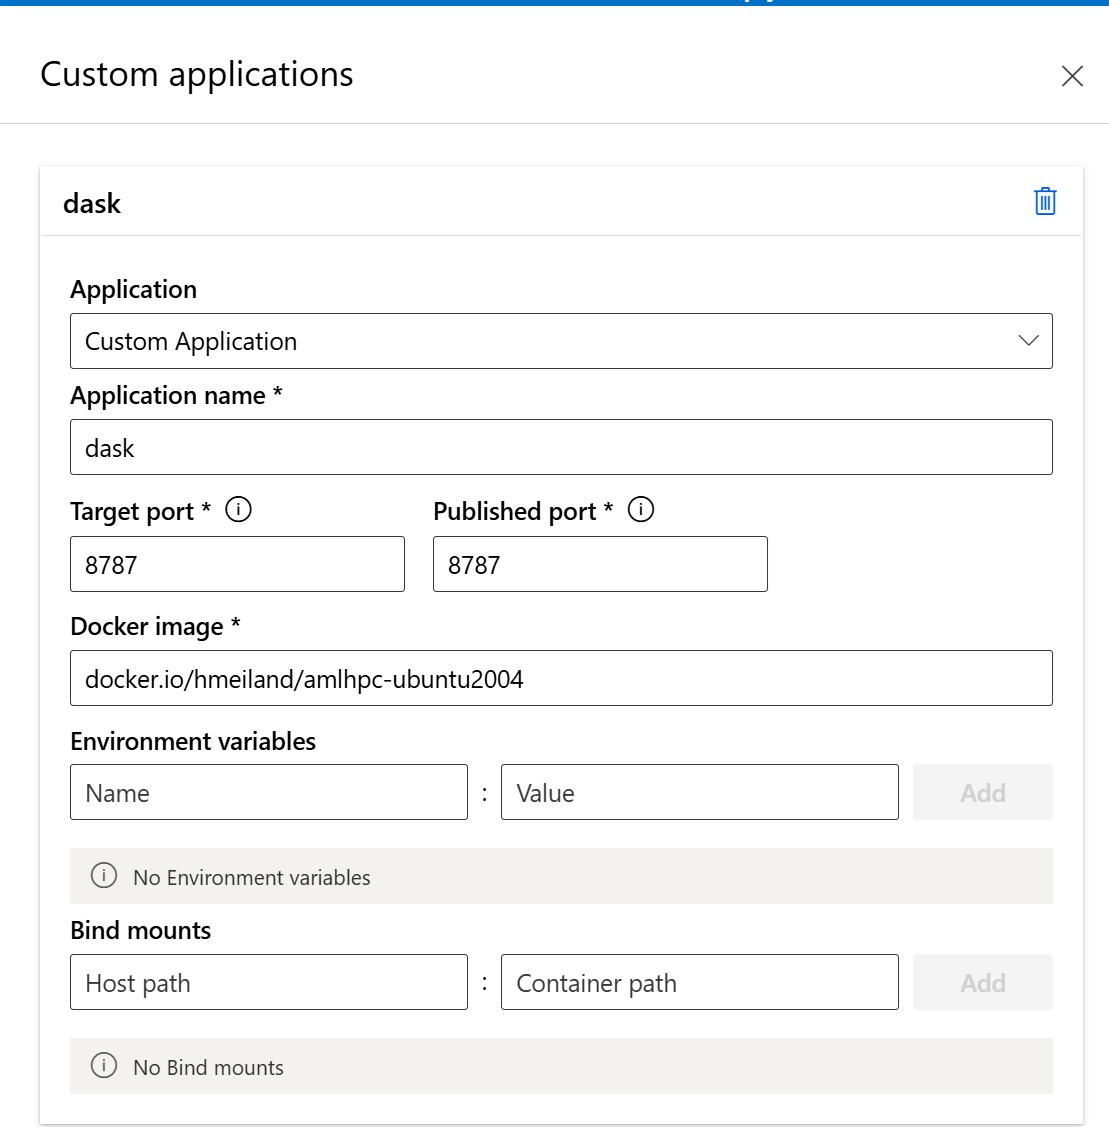 Custom applications
dask
Application
Custom Application
Application name *
dask
Target port * Published port *
8787 8787
Docker image *
docker.io/hmeiland/amlhpc-ubuntu2004
Environment variables
Name : Value Add
No Environment variables
Bind mounts
Host path : Container path Add
No Bind mounts